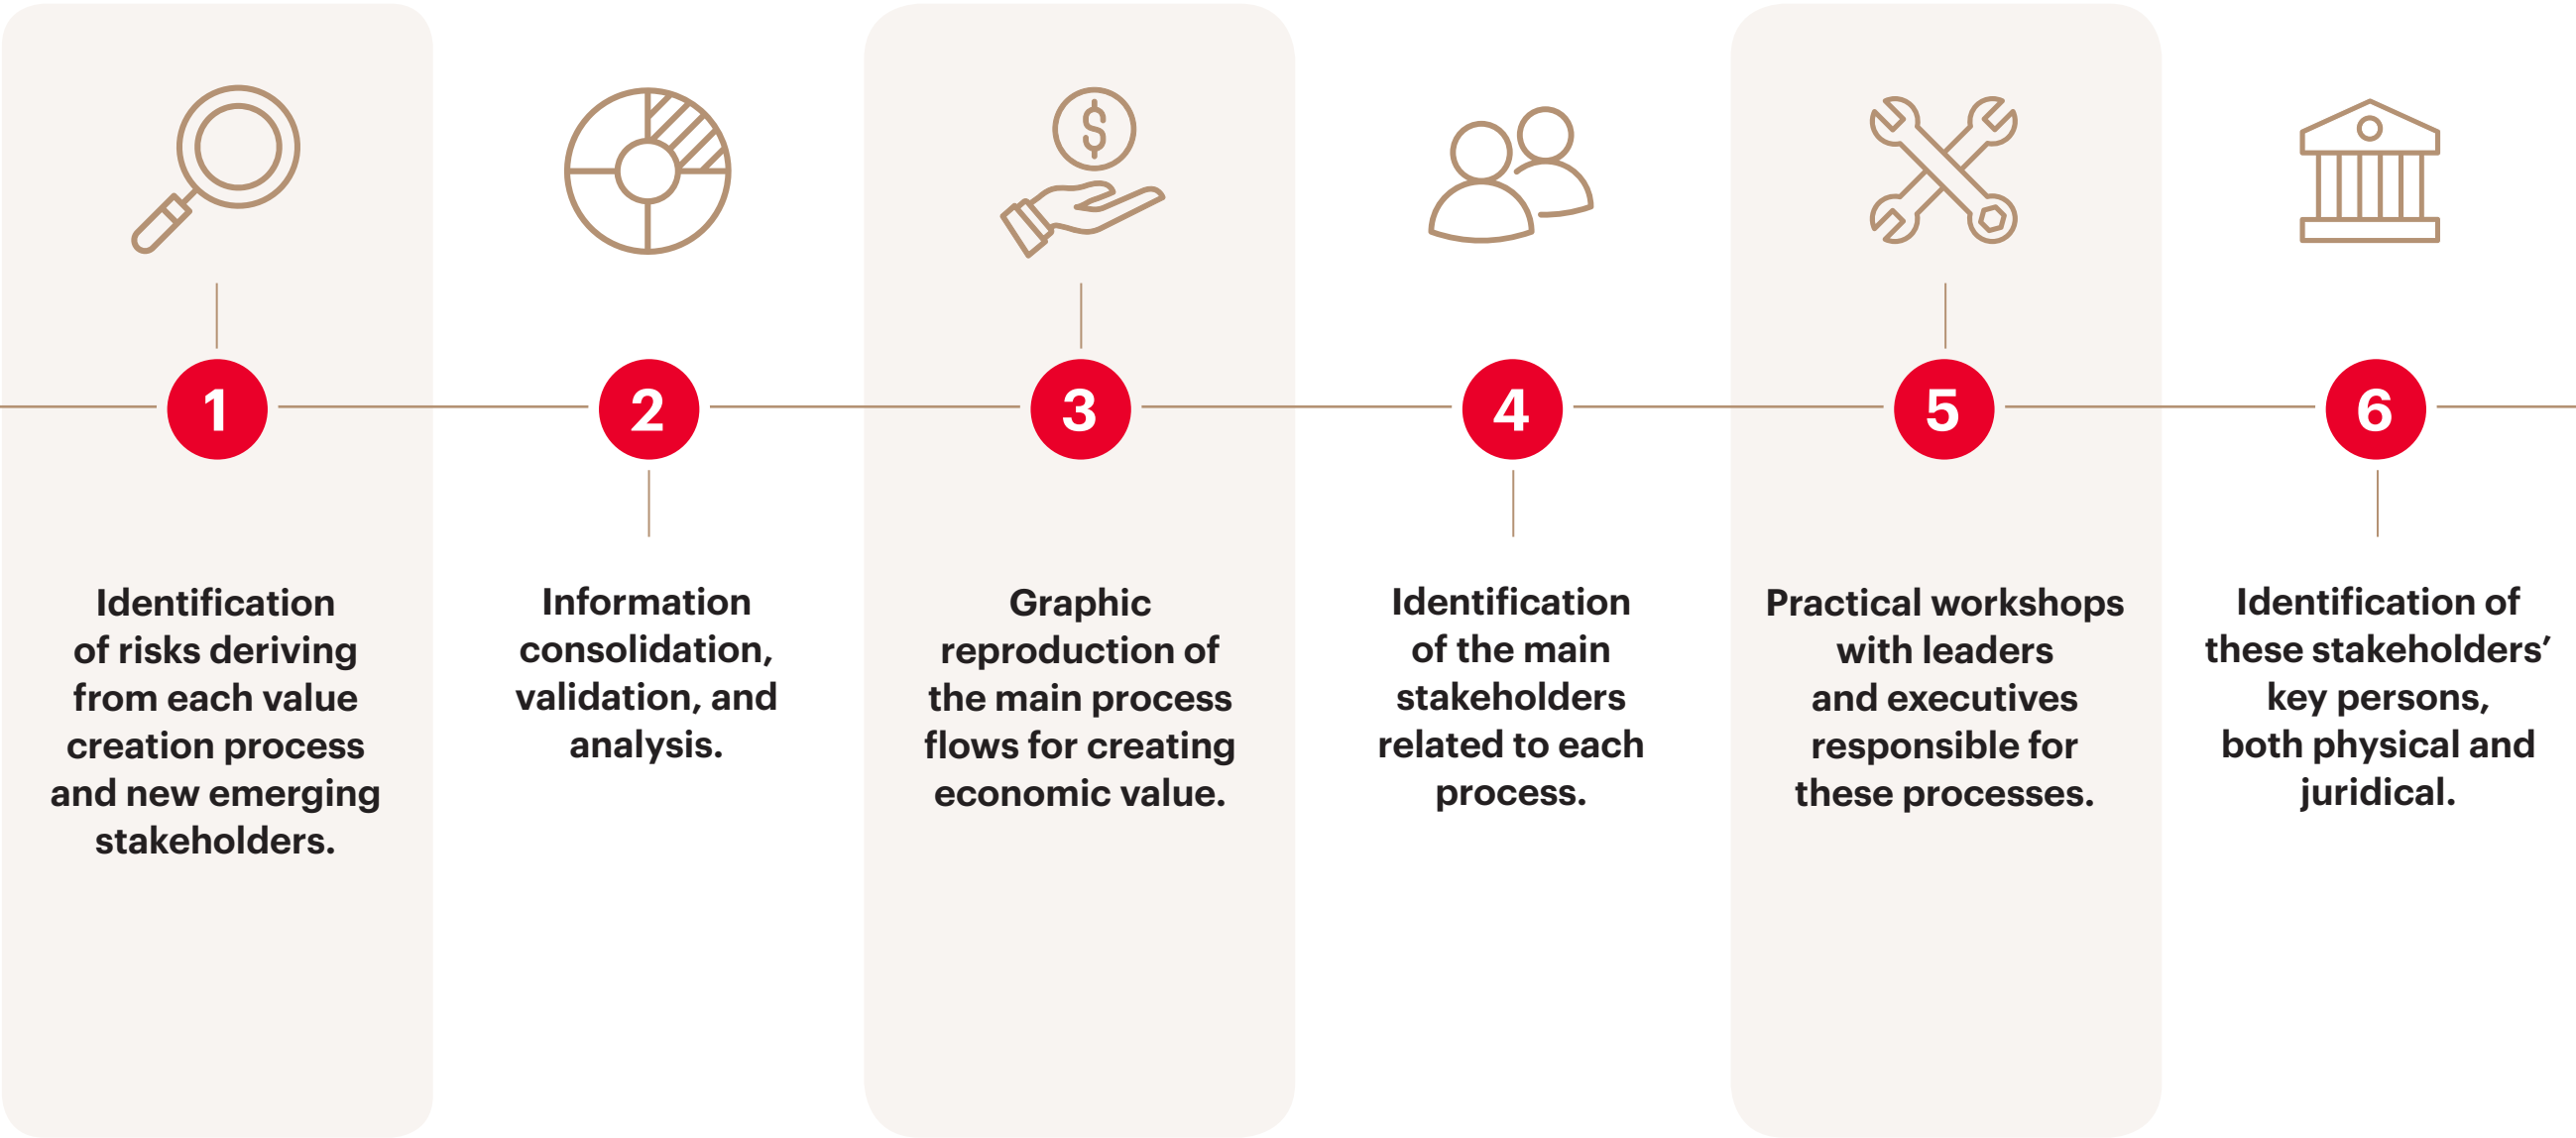 1
Identification
of risks deriving
from each value
creation process
and new emerging
stakeholders.
2
Information
consolidation,
validation, and
analysis.
$
3
Graphic
reproduction of
the main process
flows for creating
economic value.
4
Identification
of the main
stakeholders
related to each
process.
5
Practical workshops
with leaders
and executives
responsible for
these processes.
6
Identification of
these stakeholders’
key persons,
both physical and
juridical.